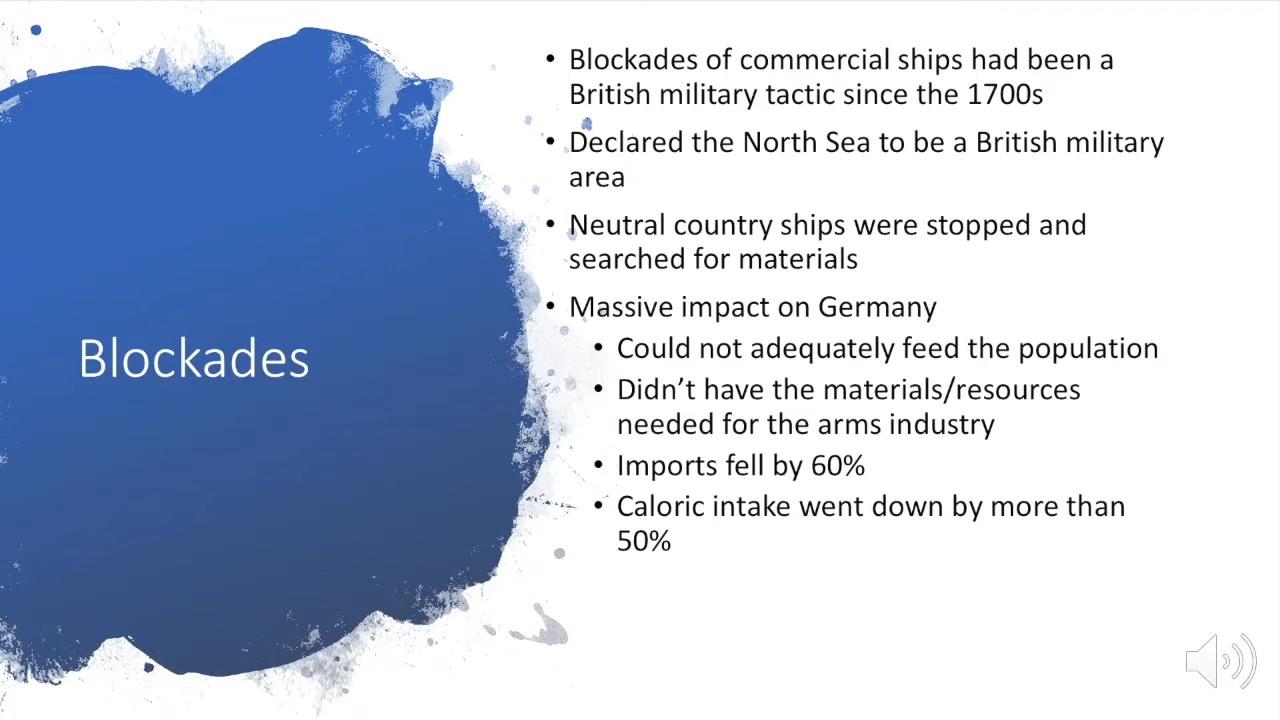 Blockades
• Blockades of commercial ships had been a
British military tactic since the 1700s
• Declared the North Sea to be a British military
area
• Neutral country ships were stopped and
searched for materials
• Massive impact on Germany
• Could not adequately feed the population
• Didn’t have the materials/resources
needed for the arms industry
• Imports fell by 60%
• Caloric intake went down by more than
50%